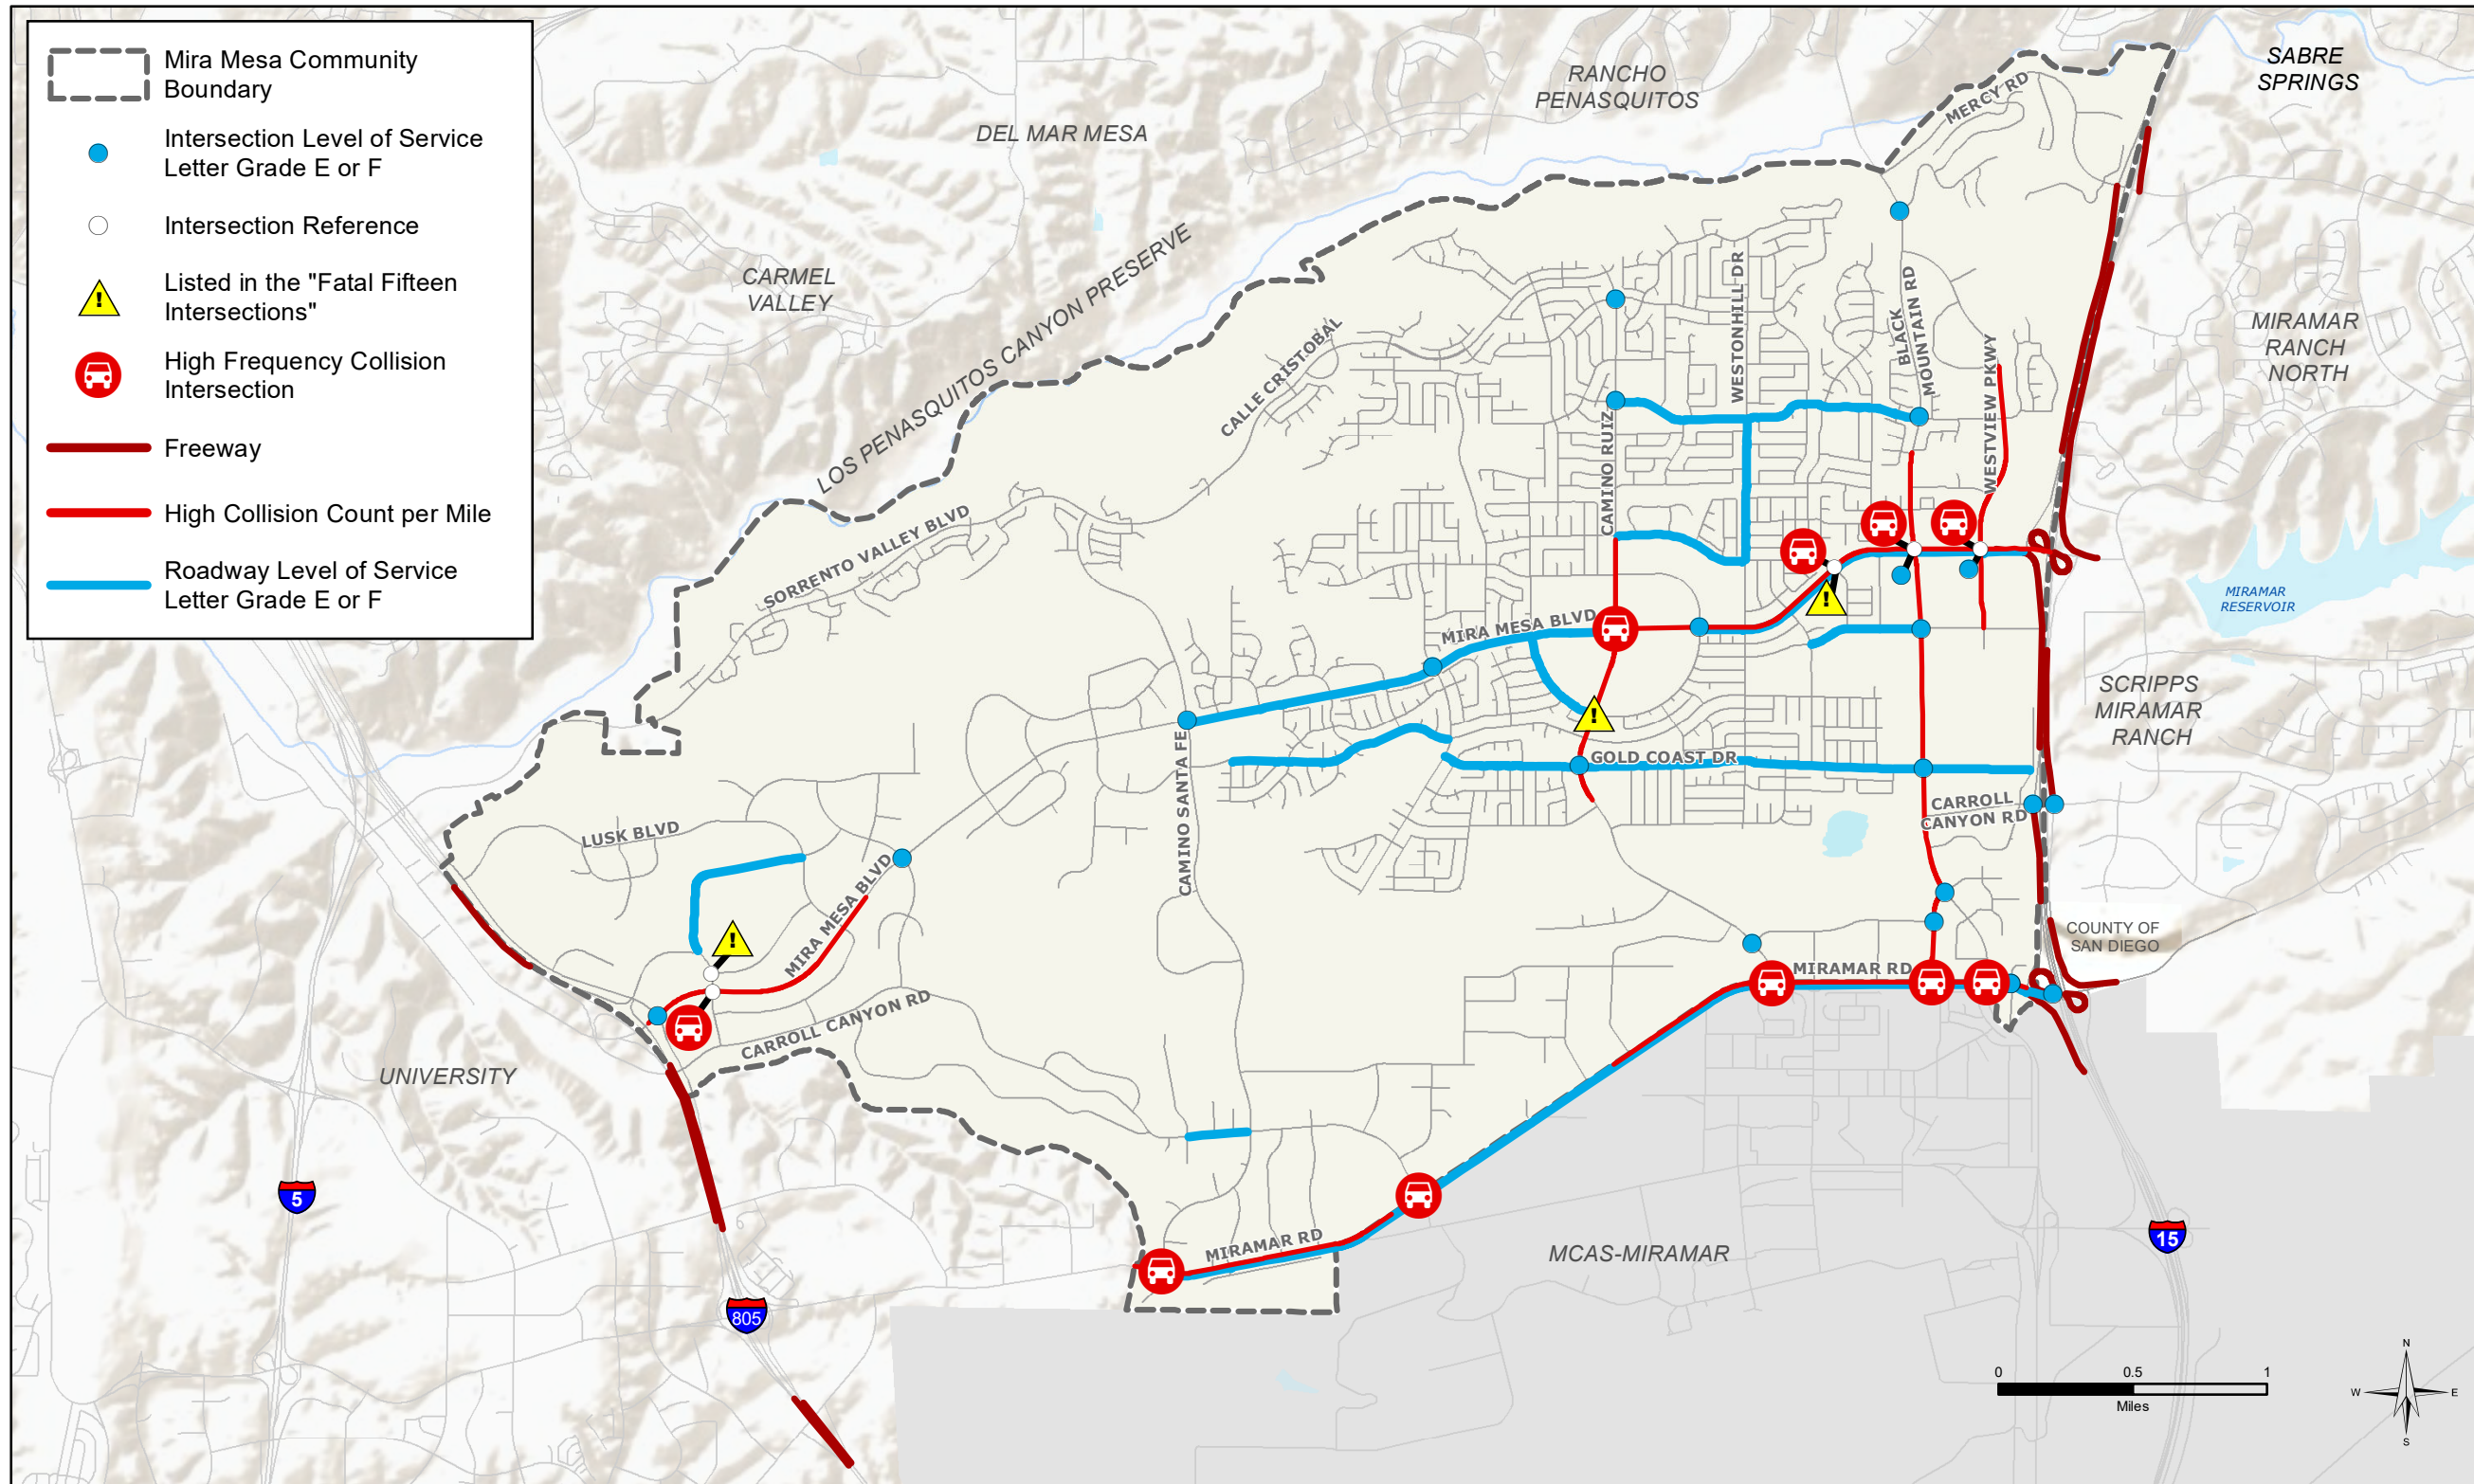 Mira Mesa Community
Boundary
Intersection Level of Service
Letter Grade E or F
Intersection Reference
Listed in the "Fatal Fifteen
Intersections"
High Frequency Collision
Intersection
Freeway
High Collision Count per Mile
Roadway Level of Service
Letter Grade E or F
SABRE
SPRINGS
RANCHO
PENASQUITOS
DEL MAR MESA
MERCY RD
CARMEL
VALLEY
LOS PENASQUITOS CANYON PRESERVE
CALLE CRISTOBAL
WESTONHILL DR
BLACK
MOUNTAIN RD
WESTVIEW PKWY
MIRAMAR
RANCH
NORTH
CAMINO RUIZ
SORRENTO VALLEY BLVD
MIRAMAR
RESERVOIR
MIRA MESA BLVD
SCRIPPS
MIRAMAR
RANCH
CAMINO SANTA FE
GOLD COAST DR
CARROLL
CANYON RD
LUSK BLVD
MIRA MESA BLVD
COUNTY OF
SAN DIEGO
MIRAMAR RD
CARROLL CANYON RD
UNIVERSITY
5
MIRAMAR RD
MCAS-MIRAMAR
15
805
0 0.5 1
Miles
N
W E
S
!
!
!
!